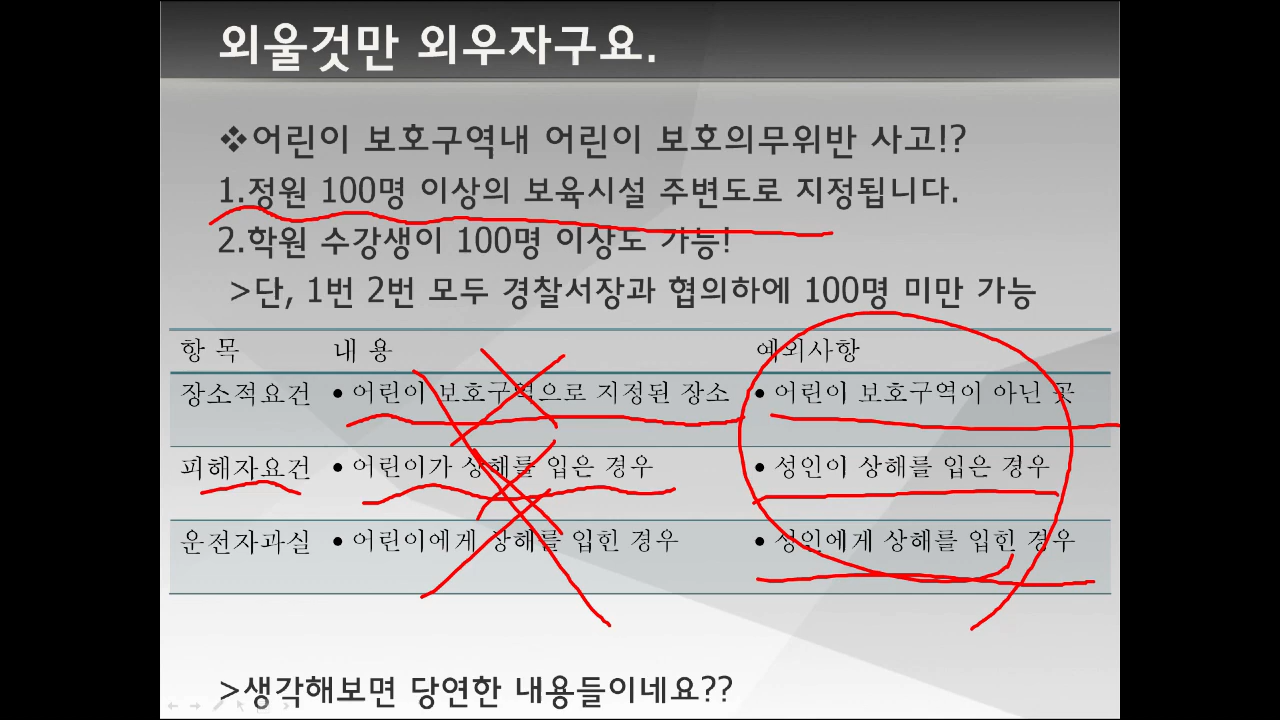 외울것만 외우자구요.
❖어린이 보호구역내 어린이 보호의무위반 사고!?
1.정원 100명 이상의 보육시설 주변도로 지정됩니다.
2.학원 수강생이 100명 이상도 가능!
>단, 1번 2번 모두 경찰서장과 협의하에 100명 미만 가능
항 목 내 용 예외사항
장소적요건 • 어린이 보호구역으로 지정된 장소 • 어린이 보호구역이 아닌 곳
피해자요건 • 어린이가 상해를 입은 경우 • 성인이 상해를 입은 경우
운전자과실 • 어린이에게 상해를 입힌 경우 • 성인에게 상해를 입힌 경우
>생각해보면 당연한 내용들이네요??